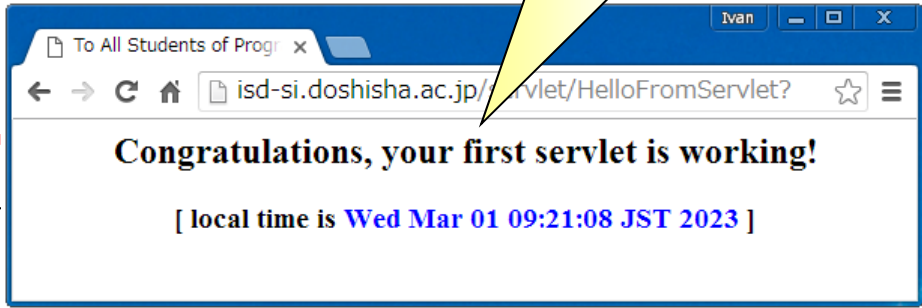 Ivan
To All Students of Progr
isd-si.doshisha.ac.jp/servlet/HelloFromServlet?
Congratulations, your first servlet is working!
[ local time is Wed Mar 01 09:21:08 JST 2023 ]